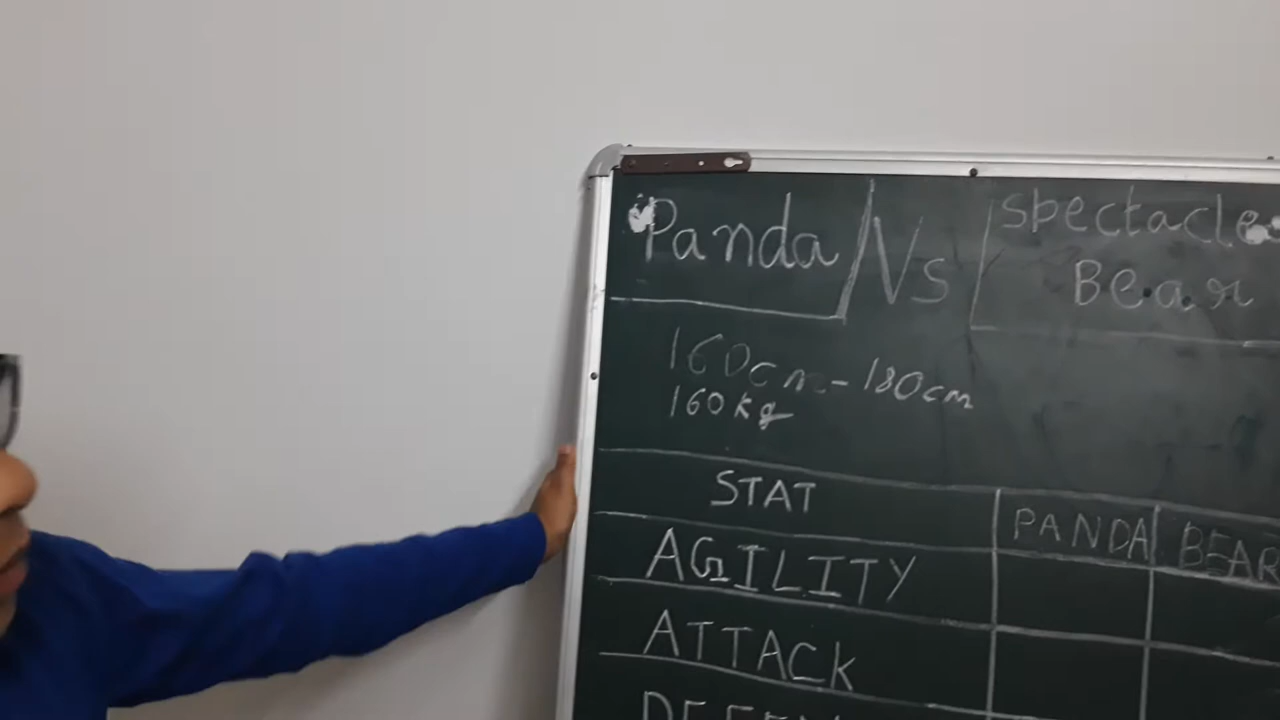 Panda Vs Spectacle
Bear
160cm-180cm
160kg
STAT PANDA BEAR
AGILITY
ATTACK